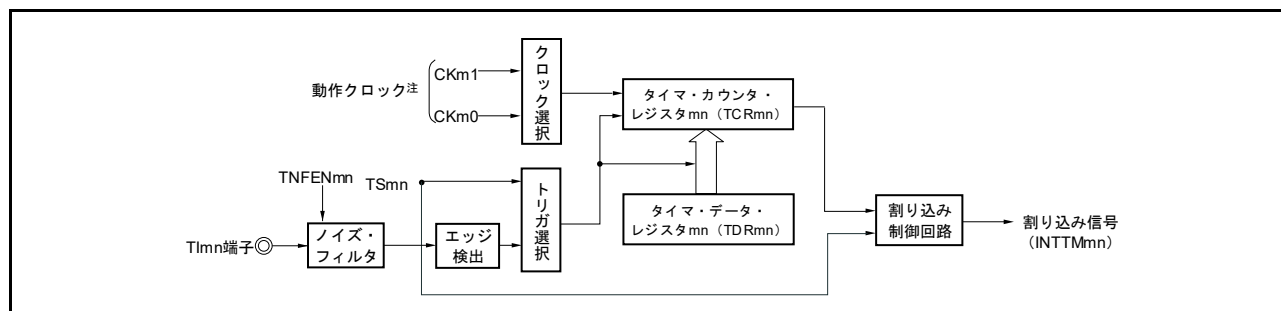 動作クロック注
CKm1
CKm0
クロック選択
タイマ・カウンタ・
レジスタmn（TCRmn）
TNFENmn
TSmn
トリガ選択
タイマ・データ・
レジスタmn（TDRmn）
TImn端子
ノイズ・
フィルタ
エッジ
検出
割り込み
制御回路
割り込み信号
（INTTMmn）